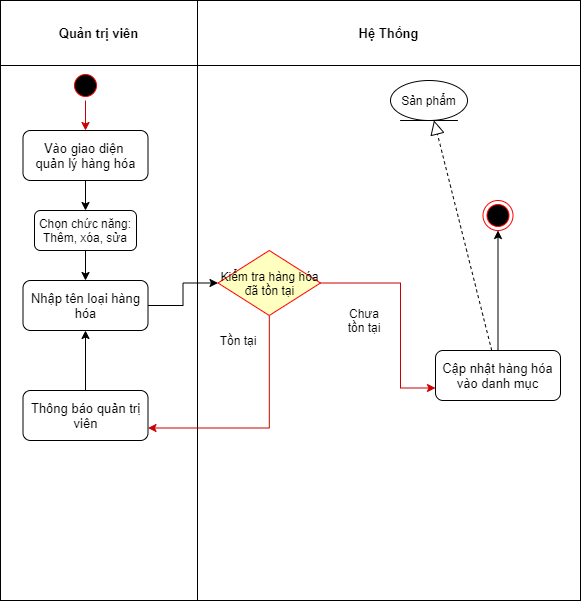 Quản trị viên
Hệ Thống
Sản phẩm
Vào giao diện
quản lý hàng hóa
Chọn chức năng:
Thêm, xóa, sửa
Nhập tên loại hàng
hóa
Kiểm tra hàng hóa
đã tồn tại
Chưa
tồn tại
Tồn tại
Cập nhật hàng hóa
vào danh mục
Thông báo quản trị
viên